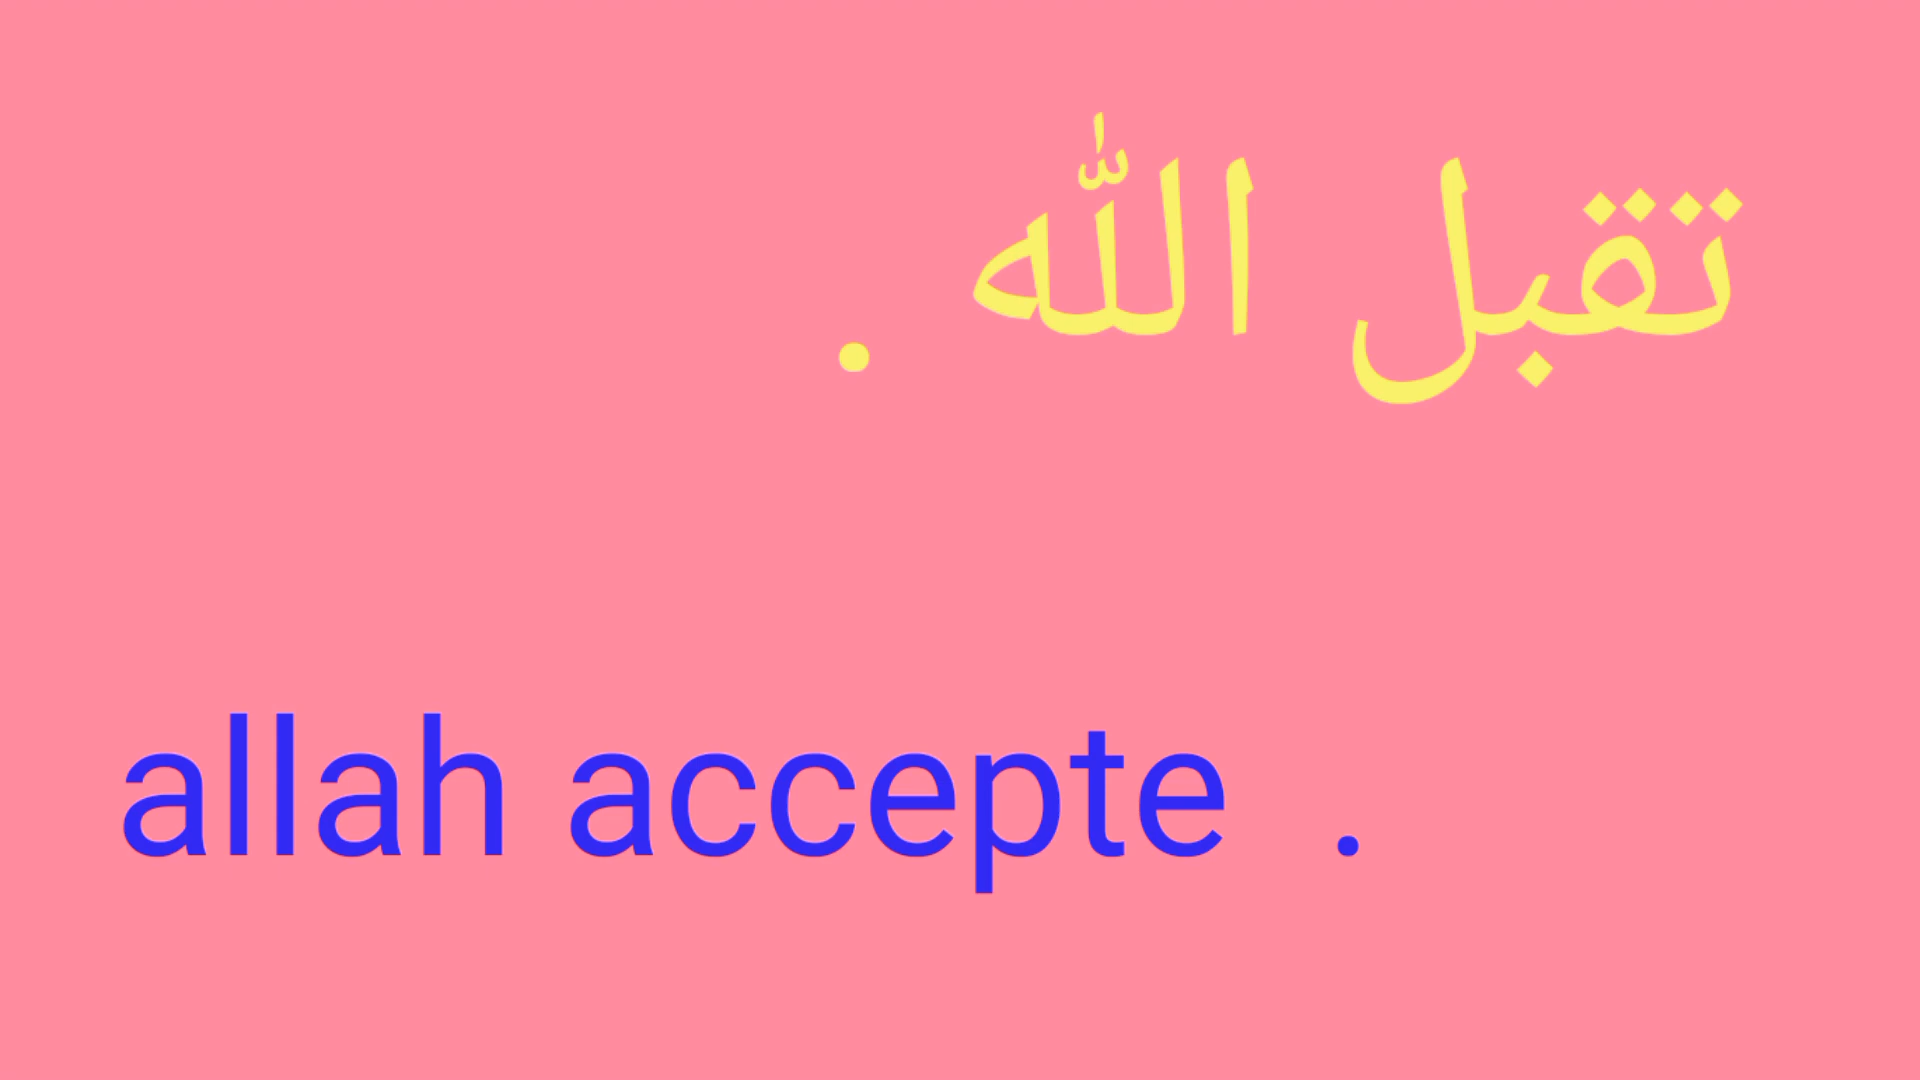 تقبل الله .
allah accepte .